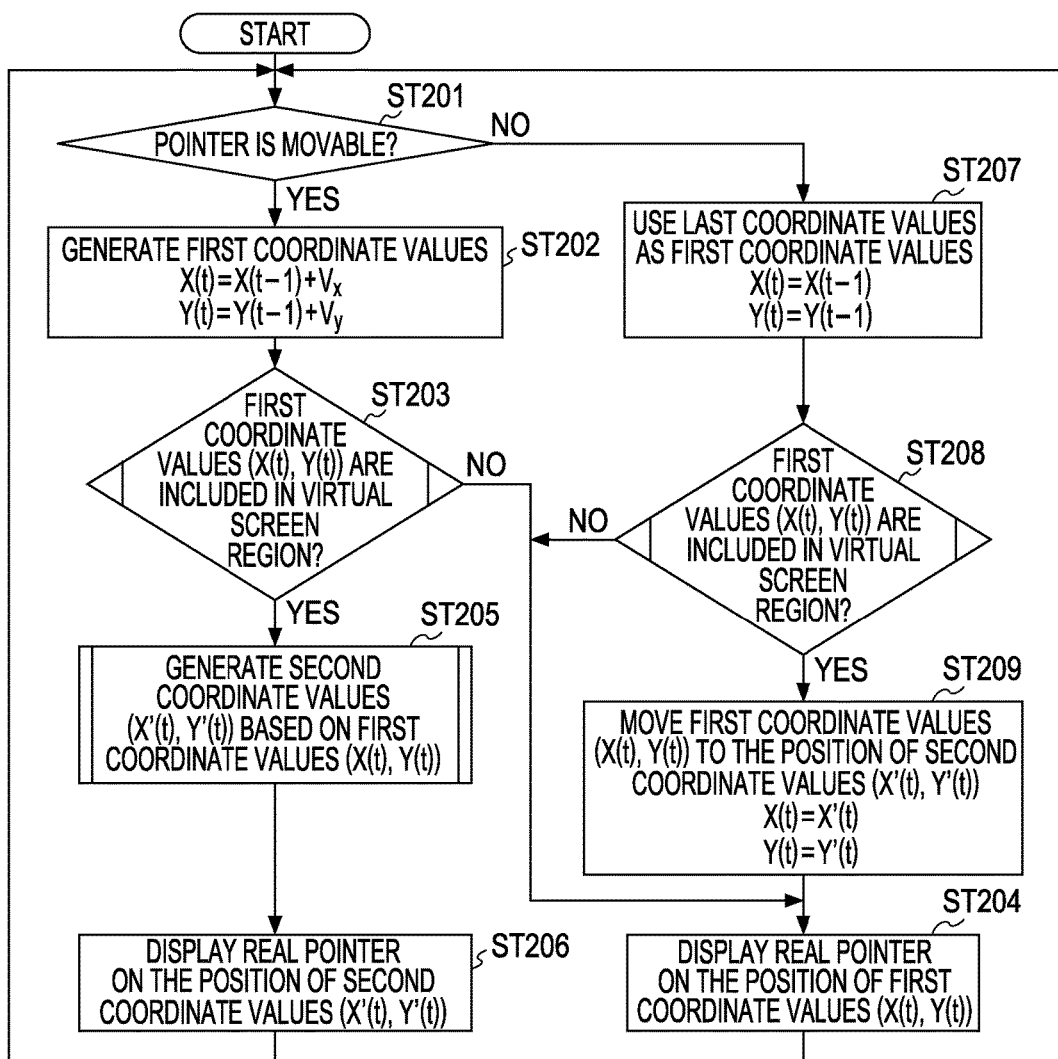 START
ST201
POINTER IS MOVABLE?
NO
YES
ST202
GENERATE FIRST COORDINATE VALUES
X(t)=X(t−1)+Vx
Y(t)=Y(t−1)+Vy
ST207
USE LAST COORDINATE VALUES
AS FIRST COORDINATE VALUES
X(t)=X(t−1)
Y(t)=Y(t−1)
ST203
FIRST
COORDINATE
VALUES (X(t), Y(t)) ARE
INCLUDED IN VIRTUAL
SCREEN
REGION?
NO
YES
ST208
FIRST
COORDINATE
VALUES (X(t), Y(t)) ARE
INCLUDED IN VIRTUAL
SCREEN
REGION?
NO
YES
ST205
GENERATE SECOND
COORDINATE VALUES
(X'(t), Y'(t)) BASED ON FIRST
COORDINATE VALUES (X(t), Y(t))
ST209
MOVE FIRST COORDINATE VALUES
(X(t), Y(t)) TO THE POSITION OF SECOND
COORDINATE VALUES (X'(t), Y'(t))
X(t)=X'(t)
Y(t)=Y'(t)
ST206
DISPLAY REAL POINTER
ON THE POSITION OF SECOND
COORDINATE VALUES (X'(t), Y'(t))
ST204
DISPLAY REAL POINTER
ON THE POSITION OF FIRST
COORDINATE VALUES (X(t), Y(t))